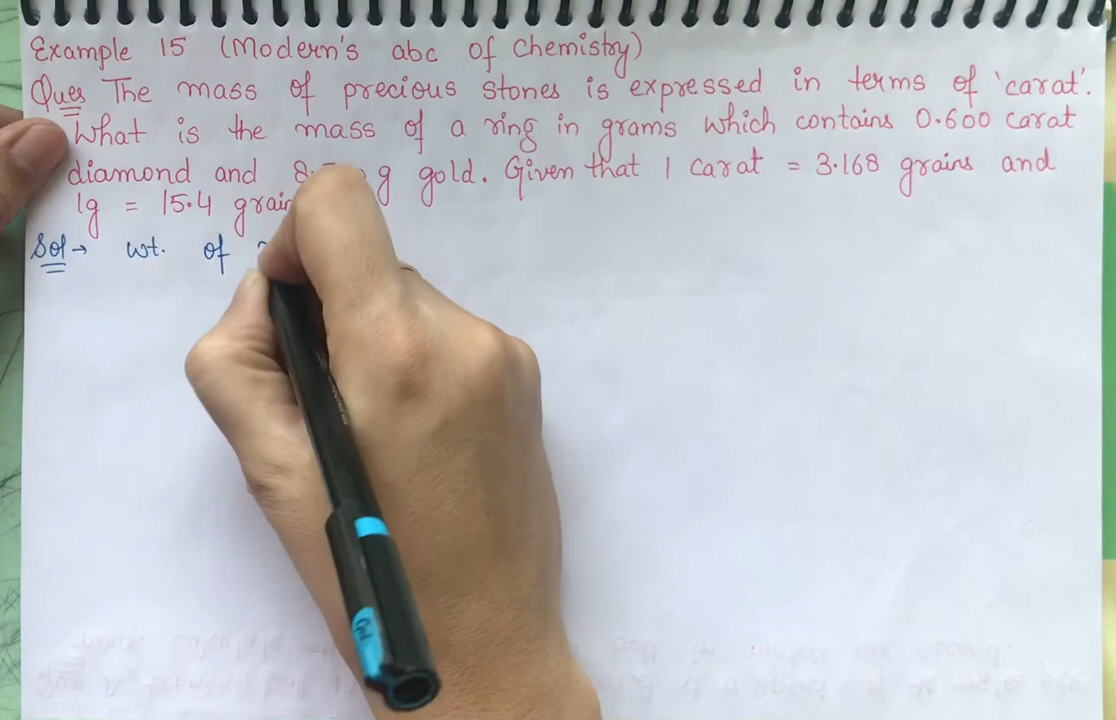 Example 15 (Modern's abc of Chemistry)
Ques The mass of precious stones is expressed in terms of 'carat'.
What is the mass of a ring in grams which contains 0.600 carat
diamond and g gold. Given that 1 carat = 3.168 grains and
1g = 15.4
Sol→ wt. of